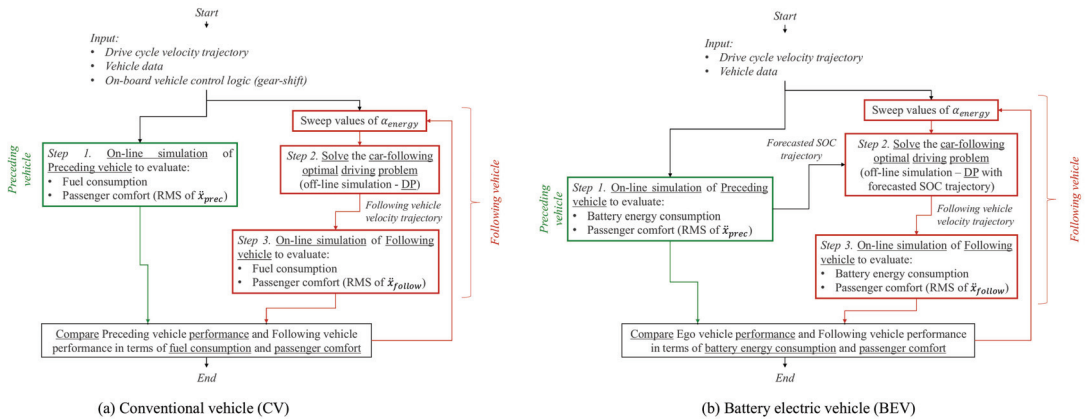 Start
Input:
• Drive cycle velocity trajectory
• Vehicle data
• On-board vehicle control logic (gear-shift)
Sweep values of α_energy
Preceding
vehicle
Step 1. On-line simulation of
Preceding vehicle to evaluate:
• Fuel consumption
• Passenger comfort (RMS of ẍ_prec)
Step 2. Solve the car-following
optimal driving problem
(off-line simulation - DP)
Following vehicle
velocity trajectory
Step 3. On-line simulation of Following
vehicle to evaluate:
• Fuel consumption
• Passenger comfort (RMS of ẍ_follow)
Following vehicle
Compare Preceding vehicle performance and Following vehicle
performance in terms of fuel consumption and passenger comfort
End
(a) Conventional vehicle (CV)
Start
Input:
• Drive cycle velocity trajectory
• Vehicle data
Sweep values of α_energy
Forecasted SOC
trajectory
Step 2. Solve the car-following
optimal driving problem
(off-line simulation – DP with
forecasted SOC trajectory)
Preceding
vehicle
Step 1. On-line simulation of Preceding
vehicle to evaluate:
• Battery energy consumption
• Passenger comfort (RMS of ẍ_prec)
Following vehicle
velocity trajectory
Step 3. On-line simulation of Following
vehicle to evaluate:
• Battery energy consumption
• Passenger comfort (RMS of ẍ_follow)
Following vehicle
Compare Ego vehicle performance and Following vehicle performance
in terms of battery energy consumption and passenger comfort
End
(b) Battery electric vehicle (BEV)